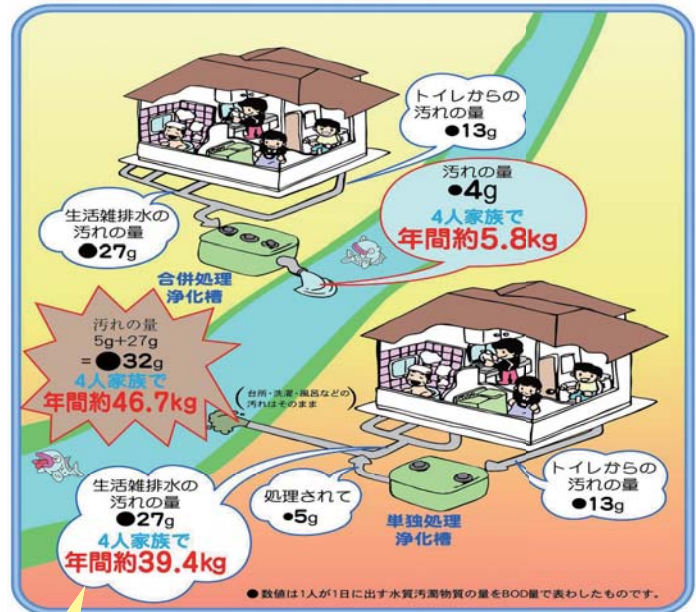 トイレからの
汚れの量
●13g
汚れの量
●4g
4人家族で
年間約5.8kg
生活雑排水の
汚れの量
●27g
合併処理
浄化槽
汚れの量
5g+27g
=●32g
4人家族で
年間約46.7kg
(台所・洗濯・風呂などの
汚れはそのまま)
生活雑排水の
汚れの量
●27g
4人家族で
年間約39.4kg
処理されて
●5g
単独処理
浄化槽
トイレからの
汚れの量
●13g
●数値は1人が1日に出す水質汚濁物質の量をBOD量で表わしたものです。